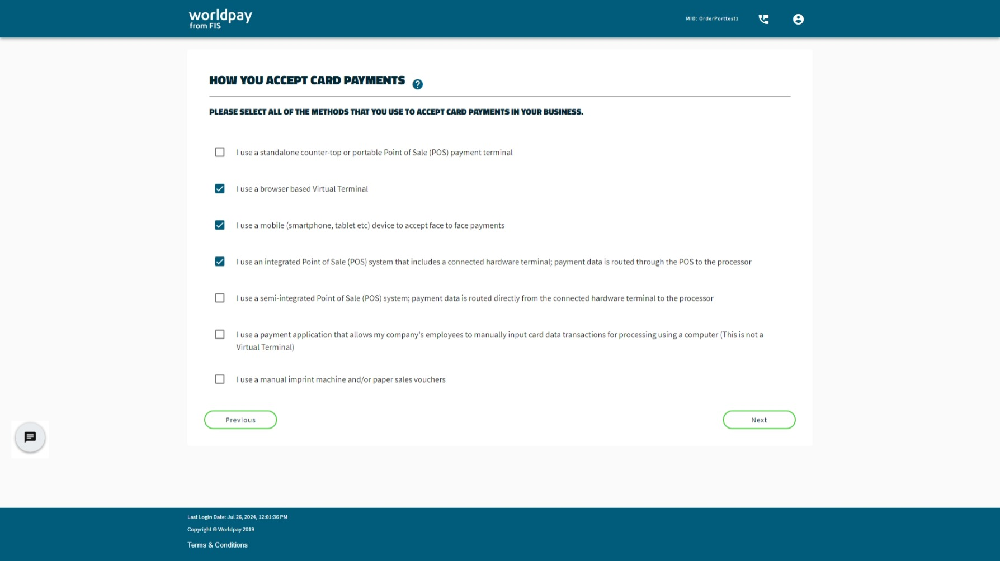 worldpay
from FIS
MID: OrderPorttest1
HOW YOU ACCEPT CARD PAYMENTS ?
PLEASE SELECT ALL OF THE METHODS THAT YOU USE TO ACCEPT CARD PAYMENTS IN YOUR BUSINESS.
I use a standalone counter-top or portable Point of Sale (POS) payment terminal
I use a browser based Virtual Terminal
I use a mobile (smartphone, tablet etc) device to accept face to face payments
I use an integrated Point of Sale (POS) system that includes a connected hardware terminal; payment data is routed through the POS to the processor
I use a semi-integrated Point of Sale (POS) system; payment data is routed directly from the connected hardware terminal to the processor
I use a payment application that allows my company's employees to manually input card data transactions for processing using a computer (This is not a
Virtual Terminal)
I use a manual imprint machine and/or paper sales vouchers
Previous
Next
Last Login Date: Jul 26, 2024, 12:01:36 PM
Copyright © Worldpay 2019
Terms & Conditions